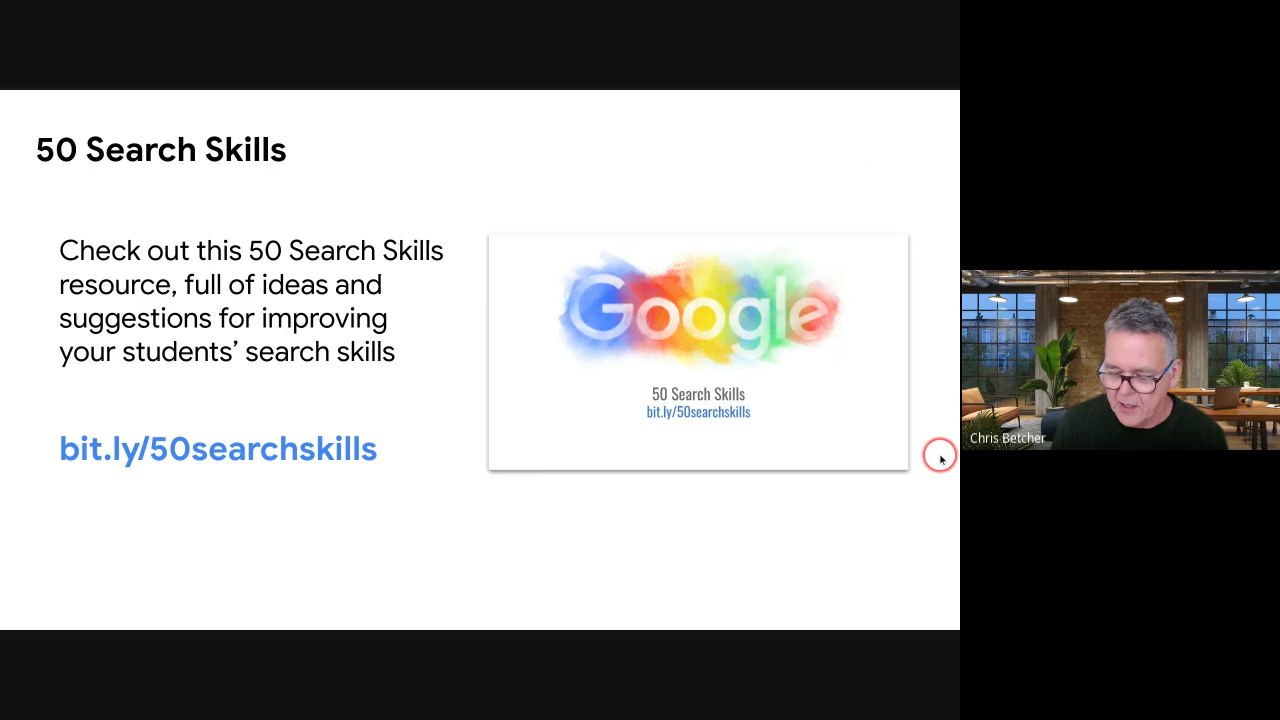 50 Search Skills
Check out this 50 Search Skills
resource, full of ideas and
suggestions for improving
your students’ search skills
bit.ly/50searchskills
Google
50 Search Skills
bit.ly/50searchskills
Chris Betcher